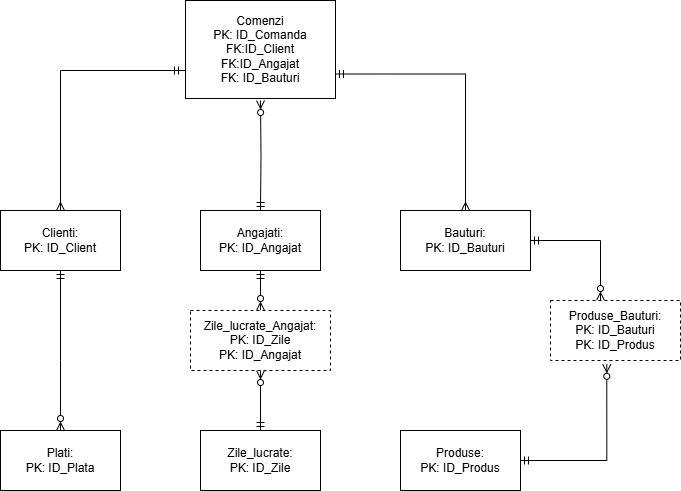 Comenzi
PK: ID_Comanda
FK:ID_Client
FK:ID_Angajat
FK: ID_Bauturi
Clienti:
PK: ID_Client
Angajati:
PK: ID_Angajat
Bauturi:
PK: ID_Bauturi
Zile_lucrate_Angajat:
PK: ID_Zile
PK: ID_Angajat
Produse_Bauturi:
PK: ID_Bauturi
PK: ID_Produs
Plati:
PK: ID_Plata
Zile_lucrate:
PK: ID_Zile
Produse:
PK: ID_Produs